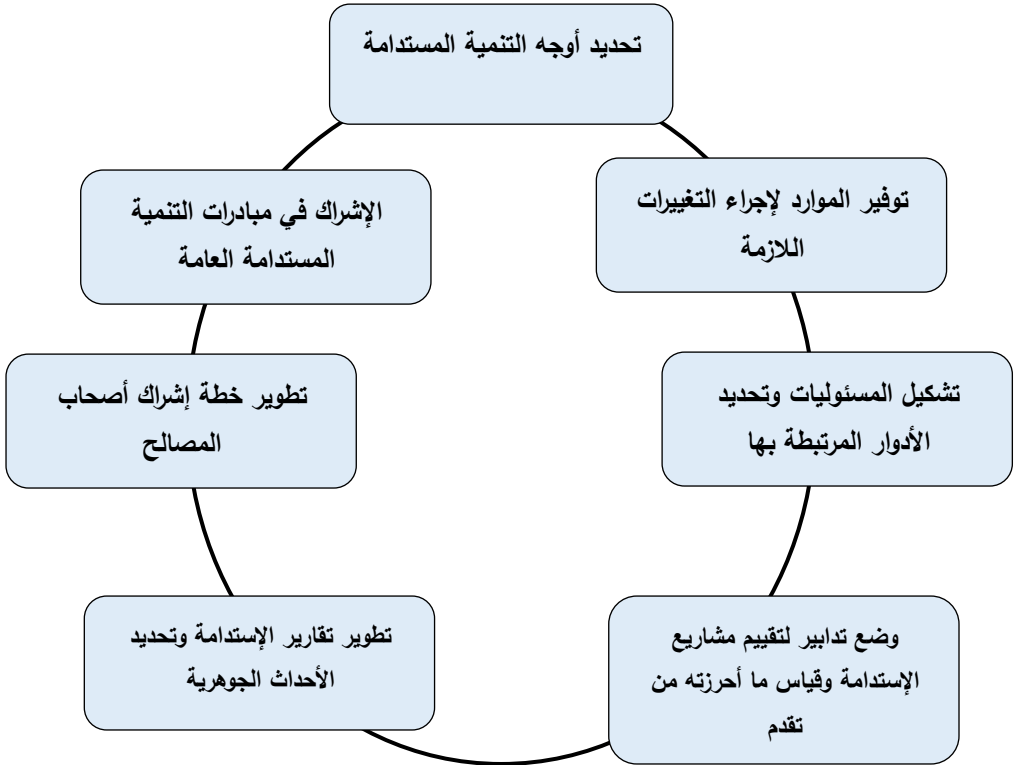 تحديد أوجه التنمية المستدامة
توفير الموارد لإجراء التغييرات
اللازمة
تشكيل المسئوليات وتحديد
الأدوار المرتبطة بها
وضع تدابير لتقييم مشاريع
الإستدامة وقياس ما أحرزته من
تقدم
تطوير تقارير الإستدامة وتحديد
الأحداث الجوهرية
تطوير خطة إشراك أصحاب
المصالح
الإشراك في مبادرات التنمية
المستدامة العامة